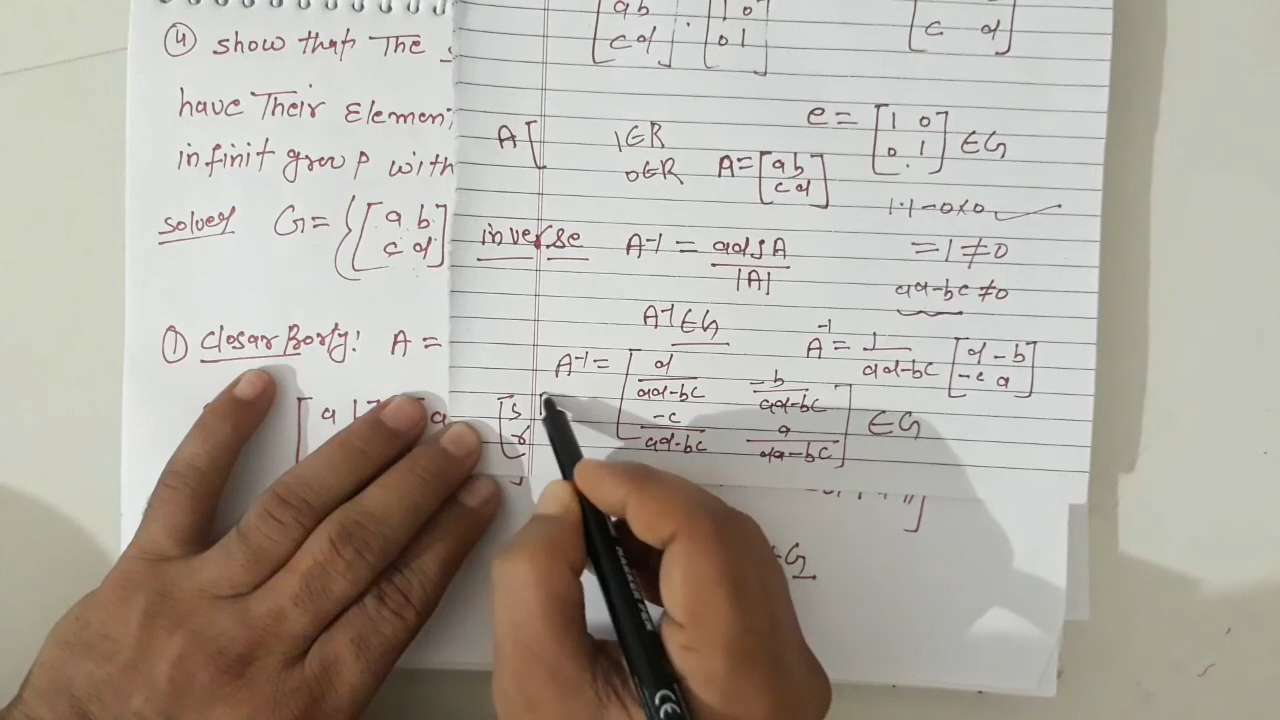 ④ show that The
have Their Elemen
infinit group with
solve G = { [ a b
c d ]
① Closar Porty! A =
[ a b ] . [ 1 0
c d ] [ 0 1 ]
c d ]
e = [ 1 0
0 1 ] ∈ G
A [ 1 ∈ R
0 ∈ R A = [ a b
c d ]
1·1 - 0×0
= 1 ≠ 0
ad - bc ≠ 0
inverse A-1 = adj A
|A|
A-1 ∈ G
A-1 = 1
ad-bc [ d -b
-c a ]
A-1 = [ d
ad-bc -b
ad-bc
-c
ad-bc a
ad-bc ] ∈ G
[ 5
r
[ a
∈ G